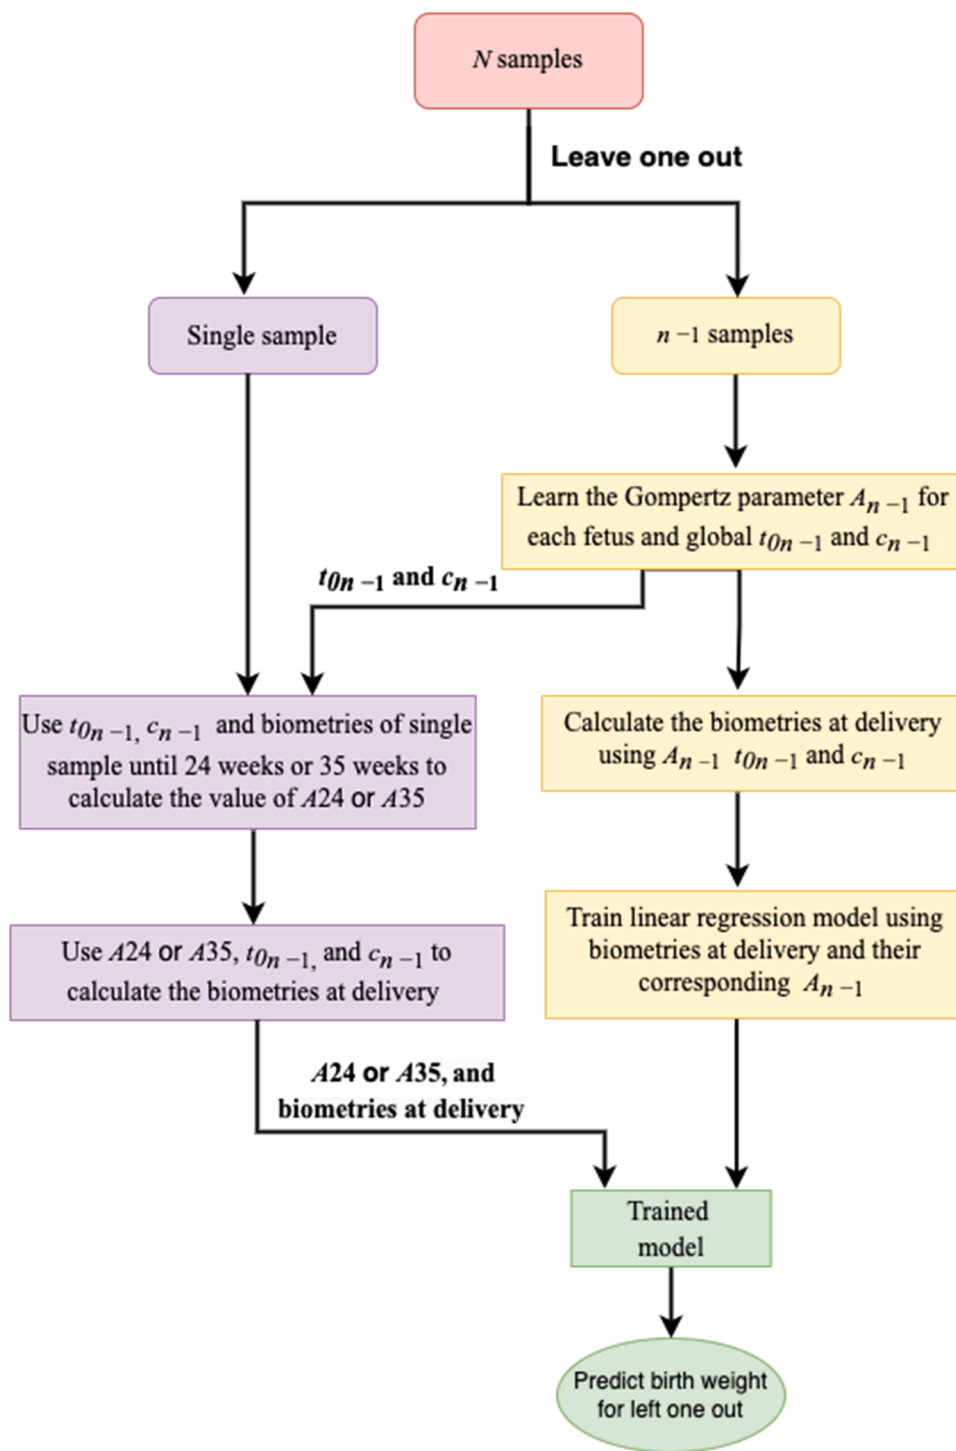 N samples
Leave one out
Single sample
n −1 samples
Learn the Gompertz parameter Aₙ ₋₁ for
each fetus and global t₀ₙ ₋₁ and cₙ ₋₁
t₀ₙ ₋₁ and cₙ ₋₁
Use t₀ₙ ₋₁, cₙ ₋₁ and biometries of single
sample until 24 weeks or 35 weeks to
calculate the value of A24 or A35
Calculate the biometries at delivery
using Aₙ ₋₁ t₀ₙ ₋₁ and cₙ ₋₁
Use A24 or A35, t₀ₙ ₋₁, and cₙ ₋₁ to
calculate the biometries at delivery
Train linear regression model using
biometries at delivery and their
corresponding Aₙ ₋₁
A24 or A35, and
biometries at delivery
Trained
model
Predict birth weight
for left one out